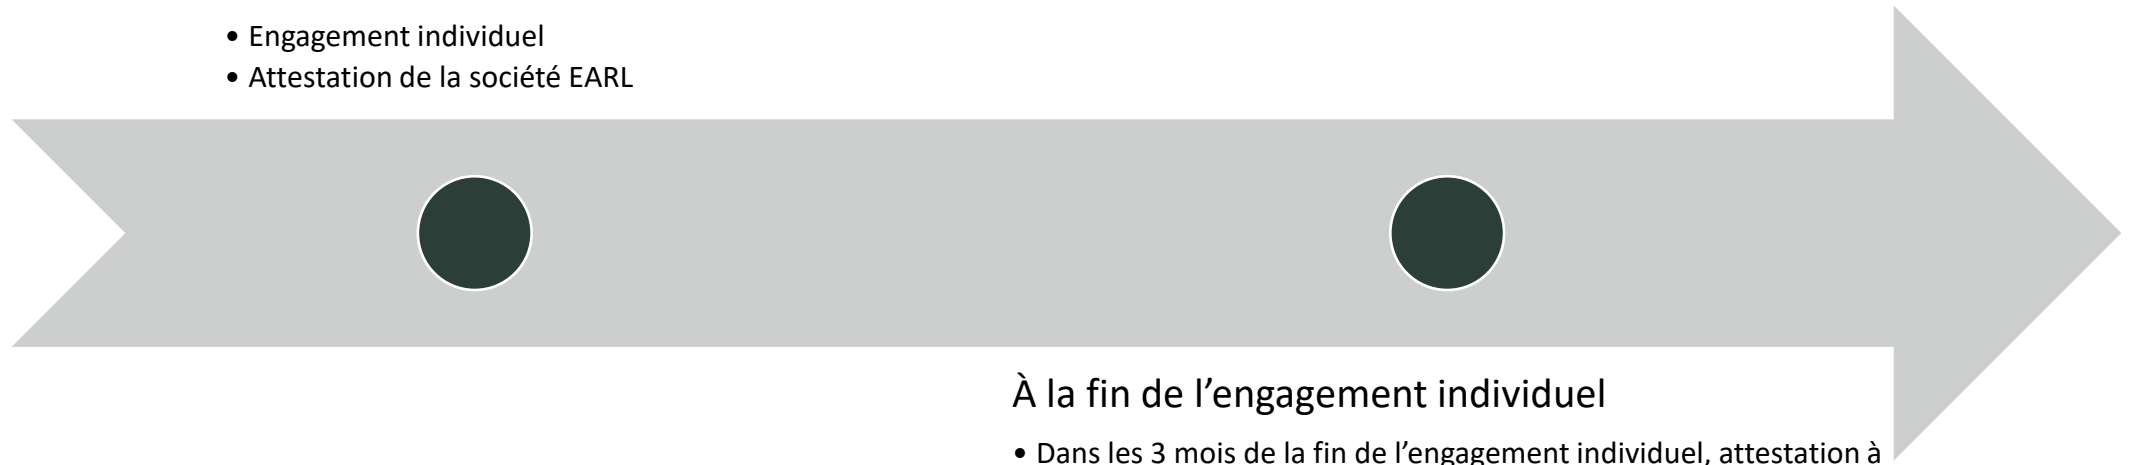 • Engagement individuel
• Attestation de la société EARL
À la fin de l’engagement individuel
• Dans les 3 mois de la fin de l’engagement individuel, attestation à